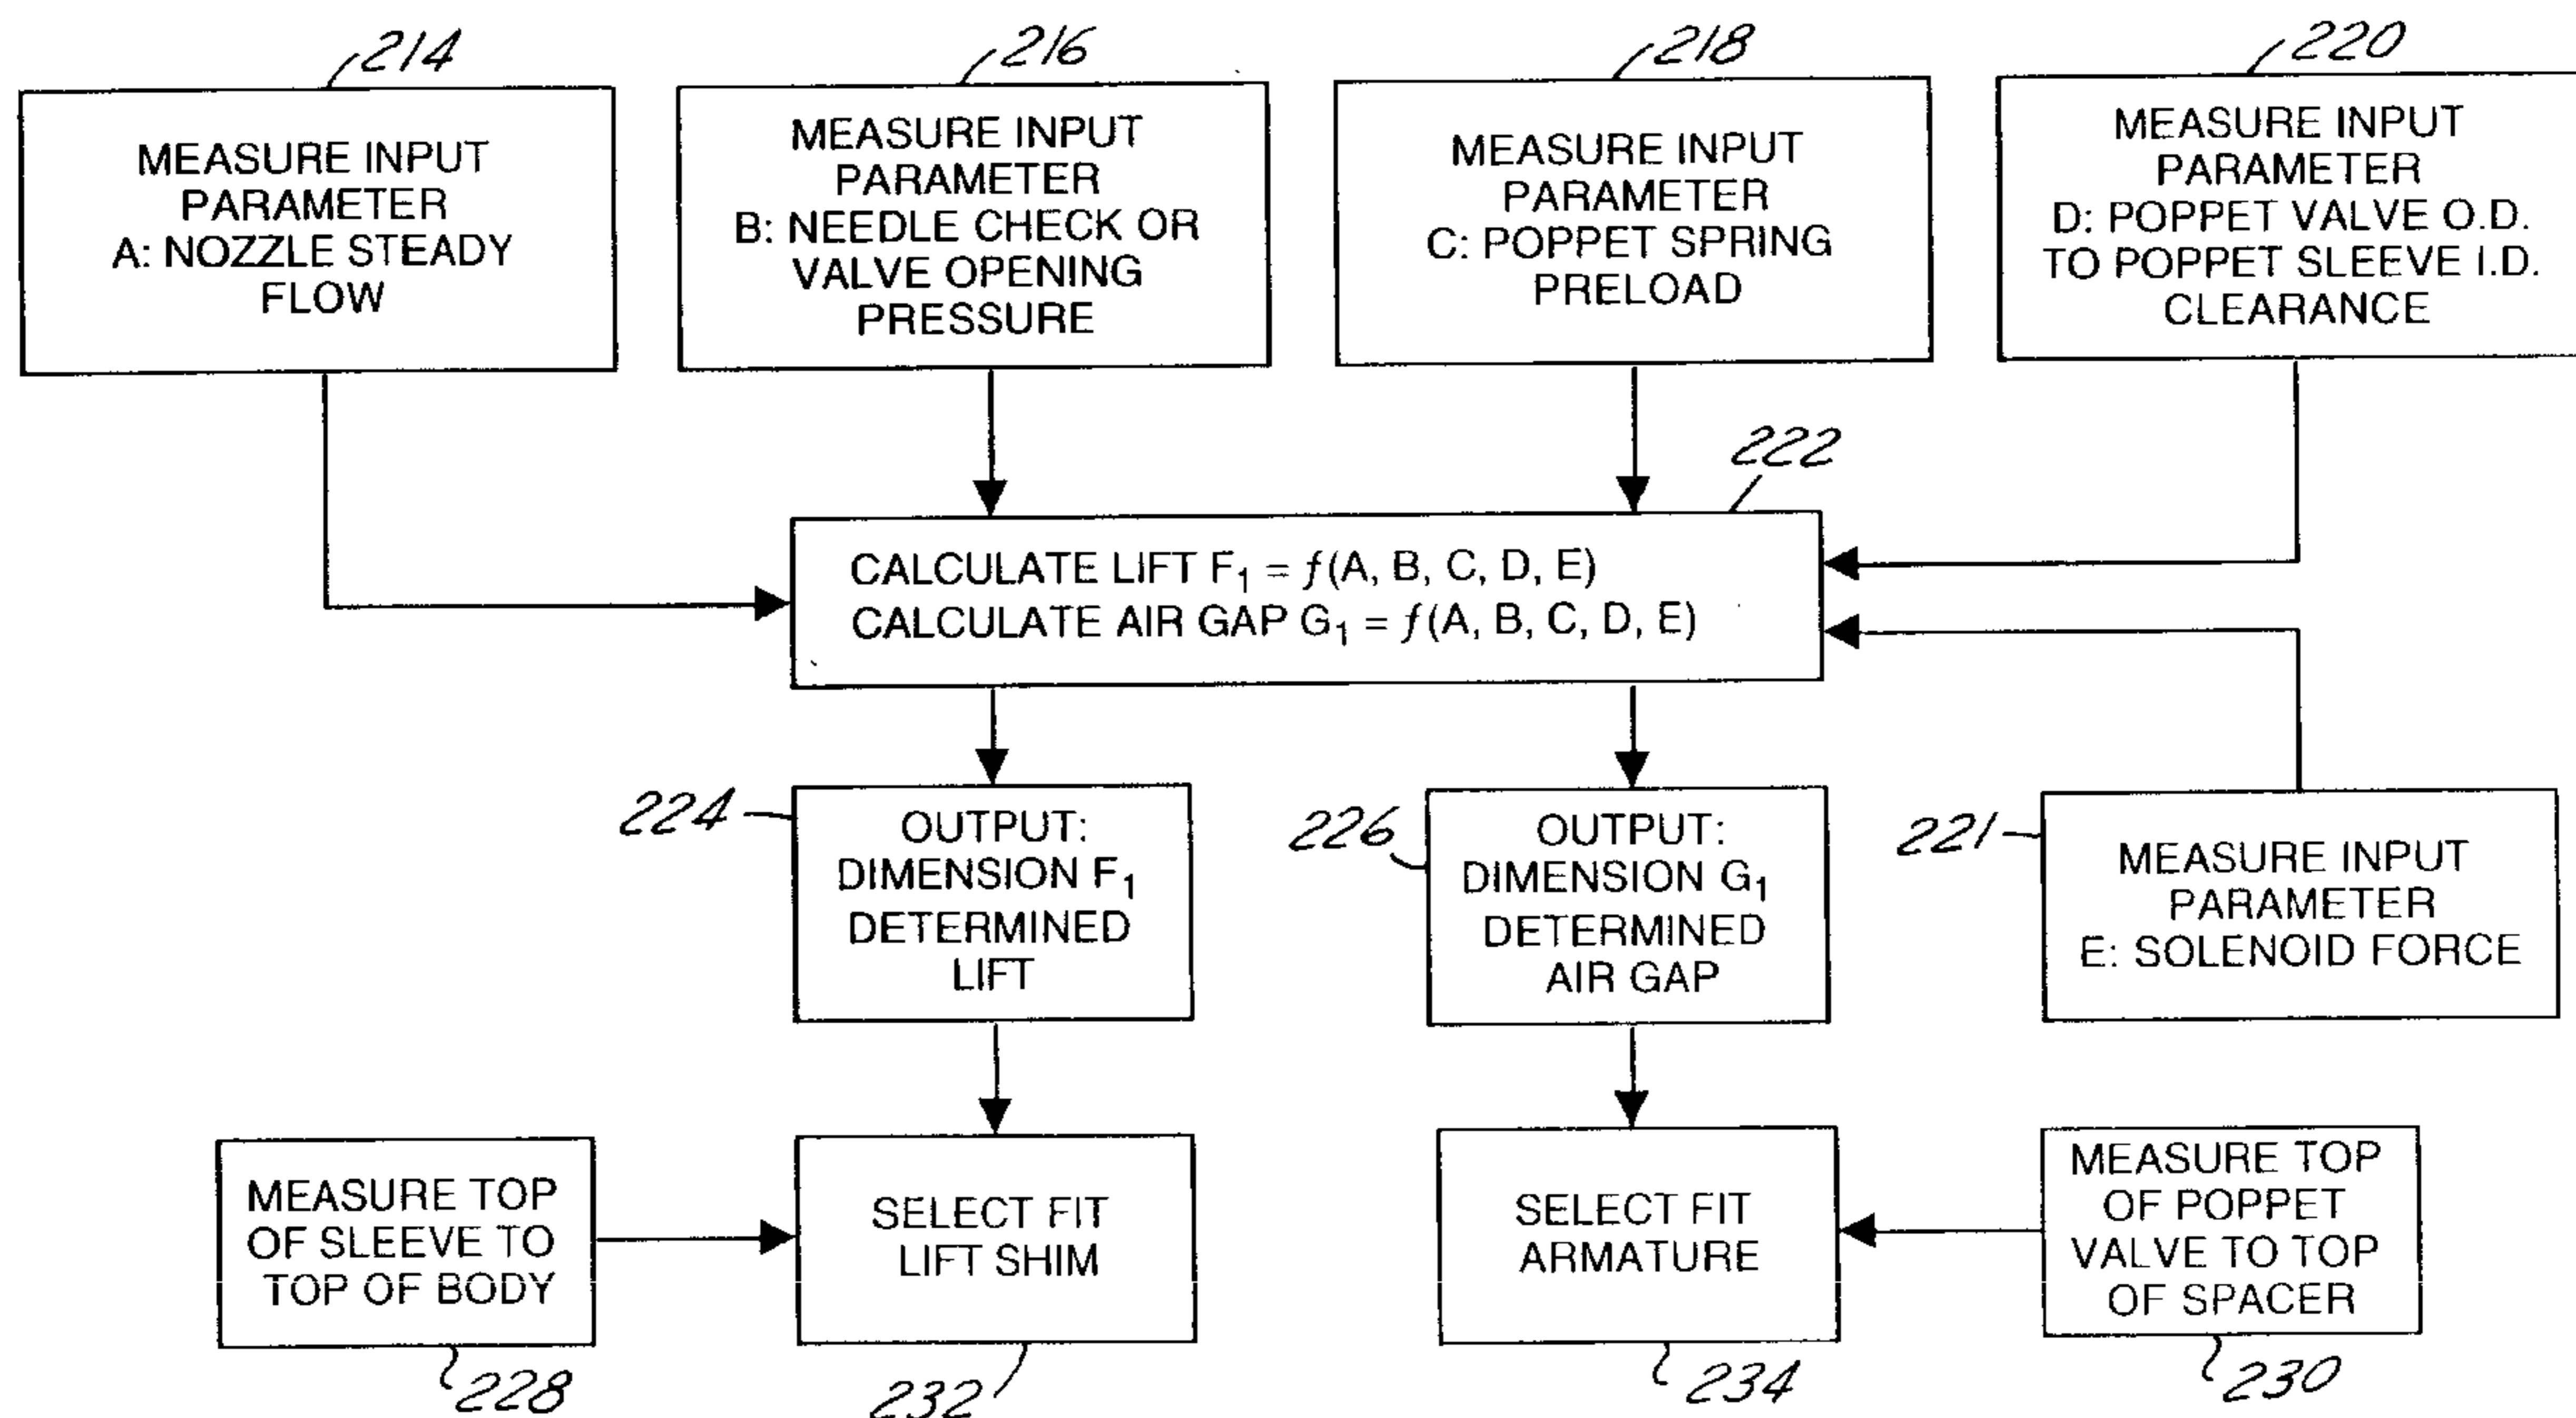 214
216
218
220
MEASURE INPUT
PARAMETER
A: NOZZLE STEADY
FLOW
MEASURE INPUT
PARAMETER
B: NEEDLE CHECK OR
VALVE OPENING
PRESSURE
MEASURE INPUT
PARAMETER
C: POPPET SPRING
PRELOAD
MEASURE INPUT
PARAMETER
D: POPPET VALVE O.D.
TO POPPET SLEEVE I.D.
CLEARANCE
222
CALCULATE LIFT F₁ = f(A, B, C, D, E)
CALCULATE AIR GAP G₁ = f(A, B, C, D, E)
224
OUTPUT:
DIMENSION F₁
DETERMINED
LIFT
226
OUTPUT:
DIMENSION G₁
DETERMINED
AIR GAP
221
MEASURE INPUT
PARAMETER
E: SOLENOID FORCE
MEASURE TOP
OF SLEEVE TO
TOP OF BODY
SELECT FIT
LIFT SHIM
SELECT FIT
ARMATURE
MEASURE TOP
OF POPPET
VALVE TO TOP
OF SPACER
228
232
234
230